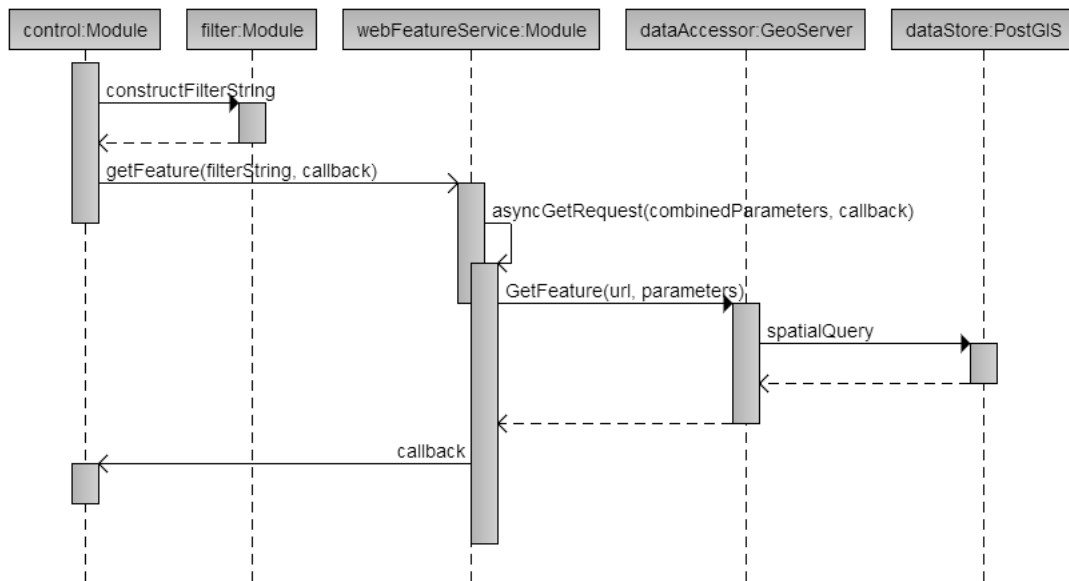 control:Module
filter:Module
webFeatureService:Module
dataAccessor:GeoServer
dataStore:PostGIS
constructFilterString
getFeature(filterString, callback)
asyncGetRequest(combinedParameters, callback)
GetFeature(url, parameters)
spatialQuery
callback